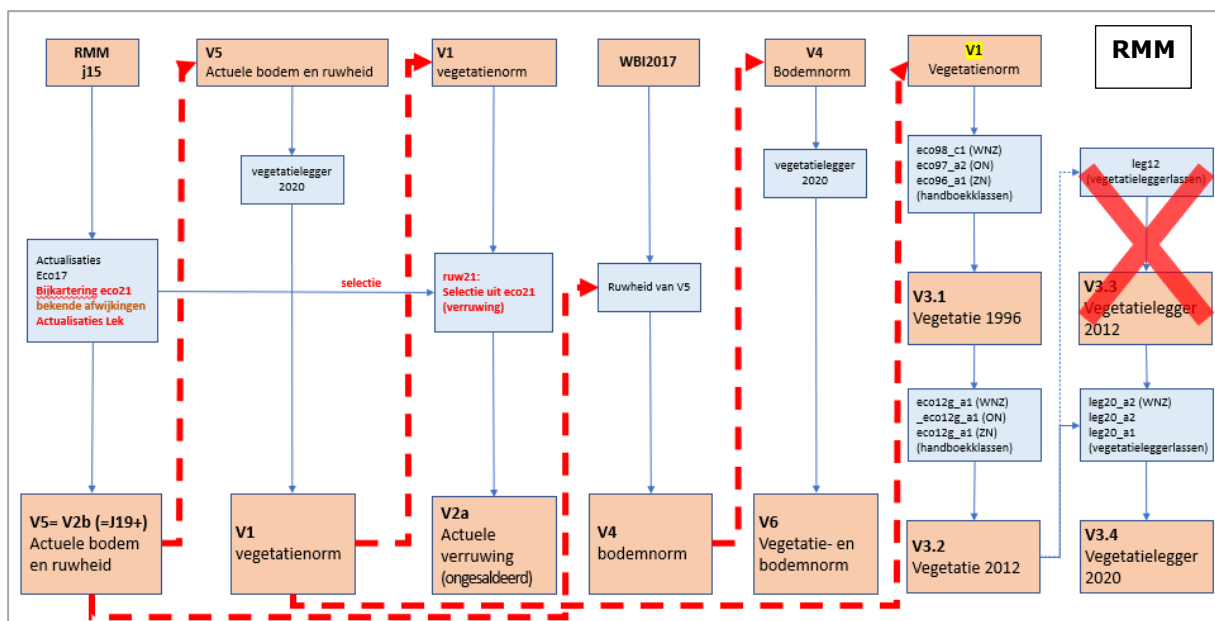 RMM
j15
Actualisaties
Eco17
Bijkartering eco21
bekende afwijkingen
Actualisaties Lek
V5= V2b (=J19+)
Actuele bodem
en ruwheid
V5
Actuele bodem en ruwheid
vegetatielegger
2020
V1
vegetatienorm
selectie
V1
vegetatienorm
ruw21:
Selectie uit eco21
(verruwing)
V2a
Actuele
verruwing
(ongesaldeerd)
WBI2017
Ruwheid van V5
V4
bodemnorm
V4
Bodemnorm
vegetatielegger
2020
V6
Vegetatie- en
bodemnorm
V1
Vegetatienorm
eco98_c1 (WNZ)
eco97_a2 (ON)
eco96_a1 (ZN)
(handboekklassen)
V3.1
Vegetatie 1996
eco12g_a1 (WNZ)
_eco12g_a1 (ON)
eco12g_a1 (ZN)
(handboekklassen)
V3.2
Vegetatie 2012
RMM
leg12
(vegetatieleggerlassen)
V3.3
Vegetatielegger
2012
leg20_a2 (WNZ)
leg20_a2
leg20_a1
(vegetatieleggerlassen)
V3.4
Vegetatielegger
2020